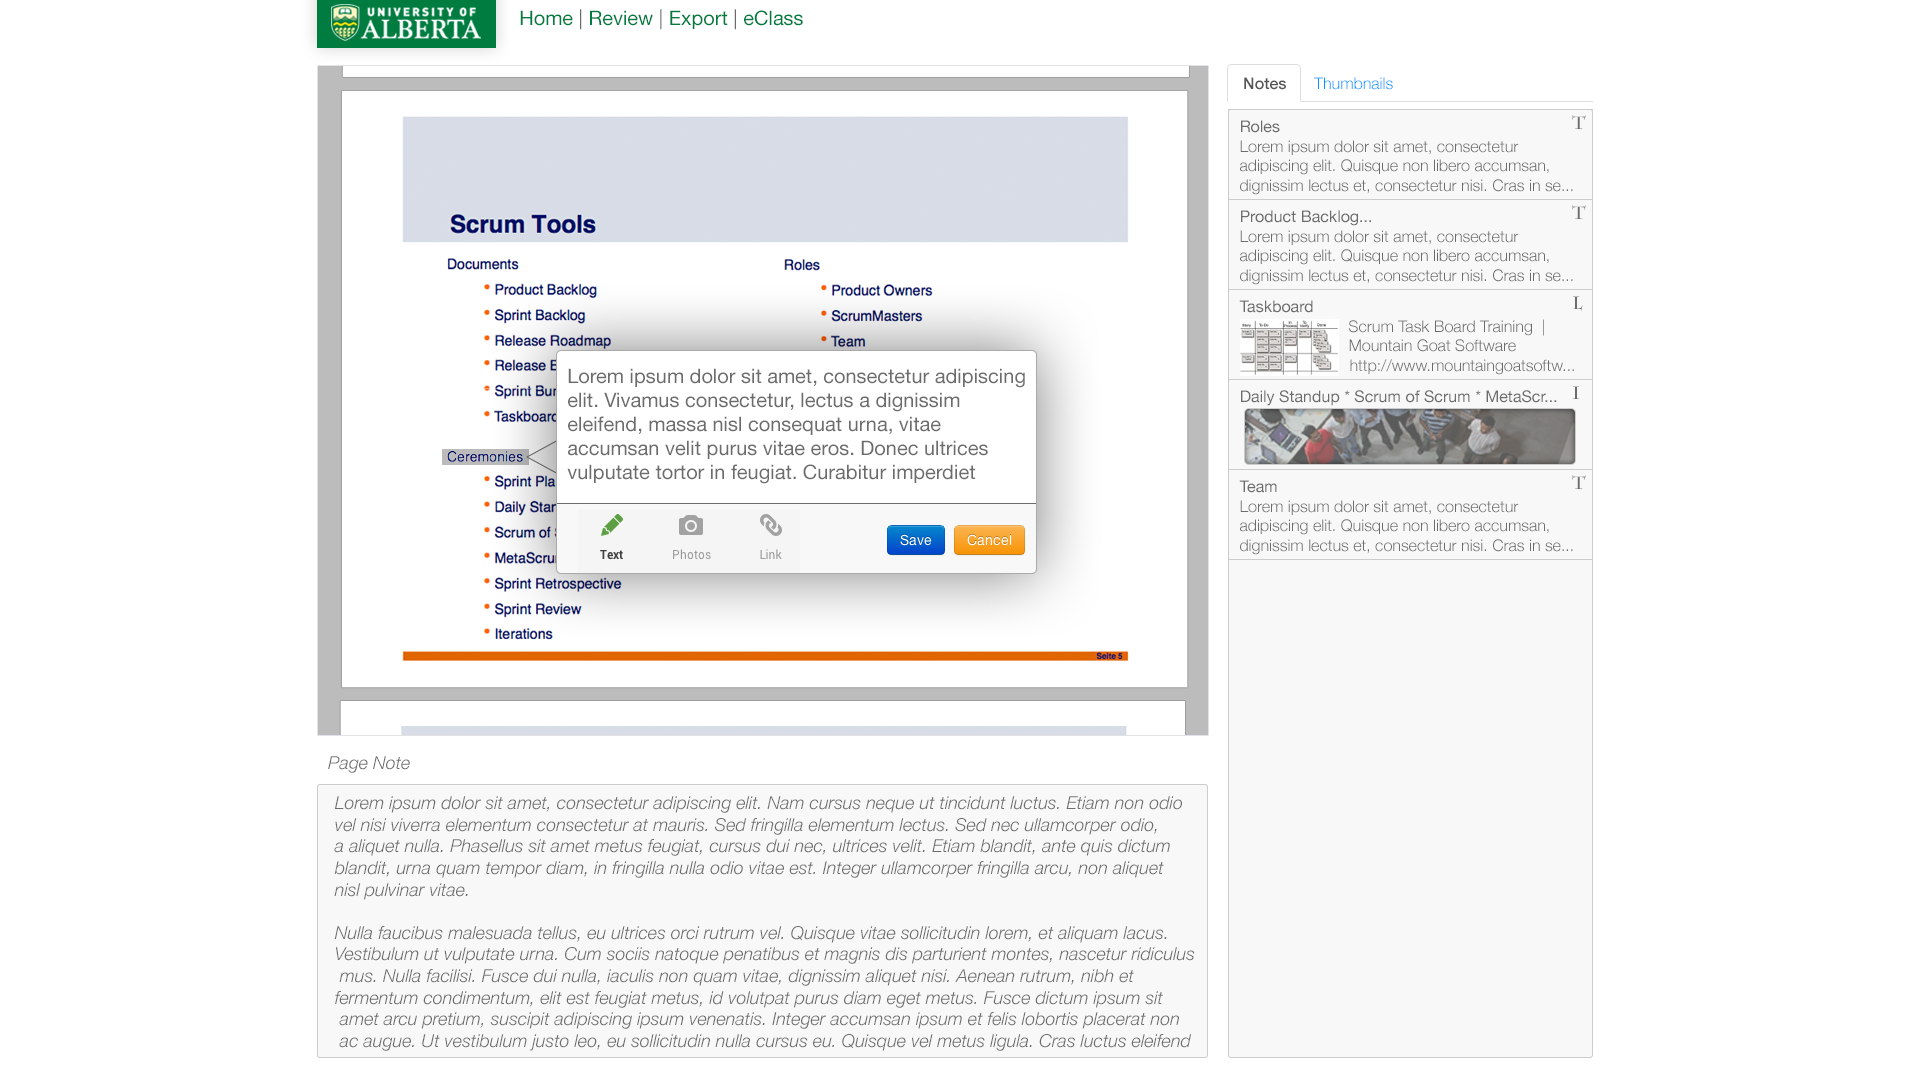 UNIVERSITY OF
ALBERTA
Home | Review | Export | eClass
Scrum Tools
Documents
Product Backlog
Sprint Backlog
Release Roadmap
Release B
Sprint Bur
Taskboard
Ceremonies
Sprint Pla
Daily Star
Scrum of S
MetaScru
Sprint Retrospective
Sprint Review
Iterations
Roles
Product Owners
ScrumMasters
Team
Seite 5
Lorem ipsum dolor sit amet, consectetur adipiscing
elit. Vivamus consectetur, lectus a dignissim
eleifend, massa nisl consequat urna, vitae
accumsan velit purus vitae eros. Donec ultrices
vulputate tortor in feugiat. Curabitur imperdiet
Text
Photos
Link
Save
Cancel
Page Note
Lorem ipsum dolor sit amet, consectetur adipiscing elit. Nam cursus neque ut tincidunt luctus. Etiam non odio
vel nisi viverra elementum consectetur at mauris. Sed fringilla elementum lectus. Sed nec ullamcorper odio,
a aliquet nulla. Phasellus sit amet metus feugiat, cursus dui nec, ultrices velit. Etiam blandit, ante quis dictum
blandit, urna quam tempor diam, in fringilla nulla odio vitae est. Integer ullamcorper fringilla arcu, non aliquet
nisl pulvinar vitae.
Nulla faucibus malesuada tellus, eu ultrices orci rutrum vel. Quisque vitae sollicitudin lorem, et aliquam lacus.
Vestibulum ut vulputate urna. Cum sociis natoque penatibus et magnis dis parturient montes, nascetur ridiculus
mus. Nulla facilisi. Fusce dui nulla, iaculis non quam vitae, dignissim aliquet nisi. Aenean rutrum, nibh et
fermentum condimentum, elit est feugiat metus, id volutpat purus diam eget metus. Fusce dictum ipsum sit
amet arcu pretium, suscipit adipiscing ipsum venenatis. Integer accumsan ipsum et felis lobortis placerat non
ac augue. Ut vestibulum justo leo, eu sollicitudin nulla cursus eu. Quisque vel metus ligula. Cras luctus eleifend
Notes
Thumbnails
Roles
T
Lorem ipsum dolor sit amet, consectetur
adipiscing elit. Quisque non libero accumsan,
dignissim lectus et, consectetur nisi. Cras in se...
Product Backlog...
T
Lorem ipsum dolor sit amet, consectetur
adipiscing elit. Quisque non libero accumsan,
dignissim lectus et, consectetur nisi. Cras in se...
Taskboard
L
Scrum Task Board Training |
Mountain Goat Software
http://www.mountaingoatsoftw...
Daily Standup * Scrum of Scrum * MetaScr...
I
Team
T
Lorem ipsum dolor sit amet, consectetur
adipiscing elit. Quisque non libero accumsan,
dignissim lectus et, consectetur nisi. Cras in se...